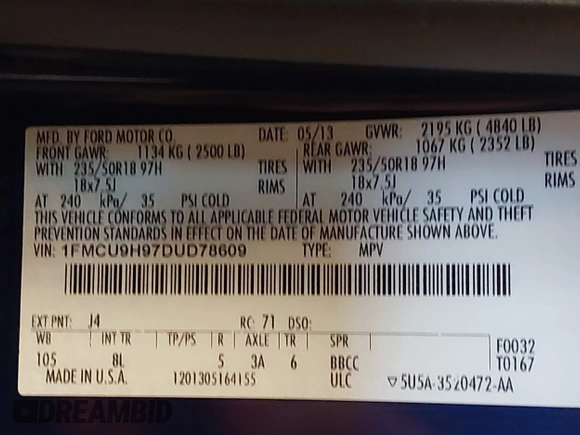 MFD. BY FORD MOTOR CO. DATE: 05/13 GVWR: 2195 KG ( 4840 LB)
FRONT GAWR: 1134 KG ( 2500 LB) REAR GAWR: 1067 KG ( 2352 LB)
WITH 235/50R18 97H TIRES WITH 235/50R18 97H TIRES
18x7.5J RIMS 18x7.5J RIMS
AT 240 kPa/ 35 PSI COLD AT 240 kPa/ 35 PSI COLD
THIS VEHICLE CONFORMS TO ALL APPLICABLE FEDERAL MOTOR VEHICLE SAFETY AND THEFT
PREVENTION STANDARDS IN EFFECT ON THE DATE OF MANUFACTURE SHOWN ABOVE.
VIN: 1FMCU9H97DUD78609 TYPE: MPV
EXT PNT: J4 RC: 71 DSO:
WB INT TR TP/PS R AXLE TR SPR F0032
105 8L 5 3A 6 BBCC T0167
MADE IN U.S.A. 1201305164155 ULC ▽5U5A-3520472-AA
DREAMBID